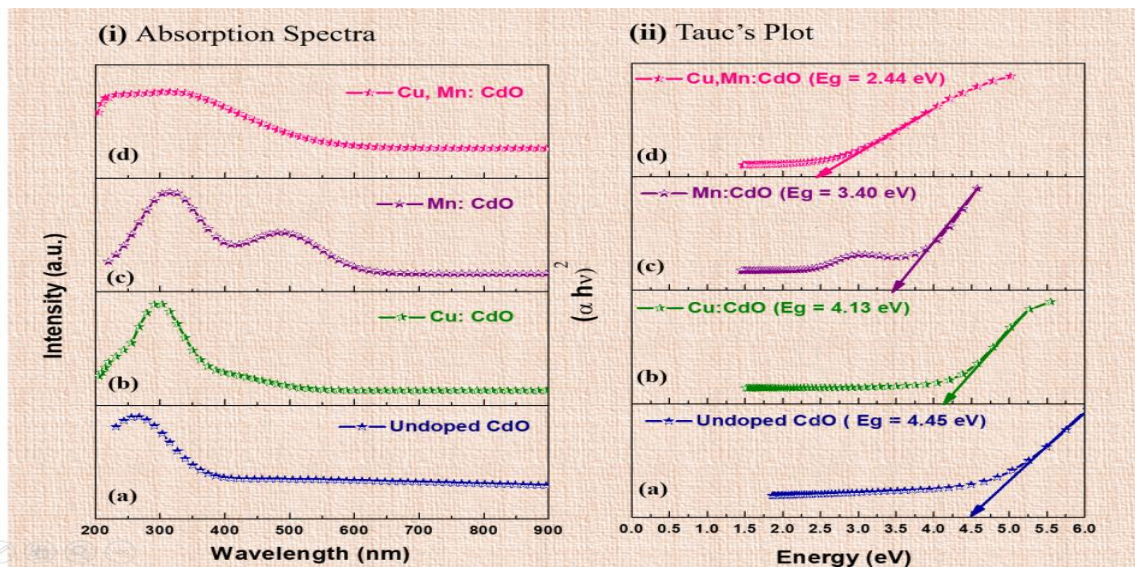 (i) Absorption Spectra
Intensity (a.u.)
Cu, Mn: CdO
(d)
Mn: CdO
(c)
Cu: CdO
(b)
Undoped CdO
(a)
200 300 400 500 600 700 800 900
Wavelength (nm)
(ii) Tauc's Plot
(α hν)²
Cu,Mn:CdO (Eg = 2.44 eV)
(d)
Mn:CdO (Eg = 3.40 eV)
(c)
Cu:CdO (Eg = 4.13 eV)
(b)
Undoped CdO ( Eg = 4.45 eV)
(a)
0.0 0.5 1.0 1.5 2.0 2.5 3.0 3.5 4.0 4.5 5.0 5.5 6.0
Energy (eV)